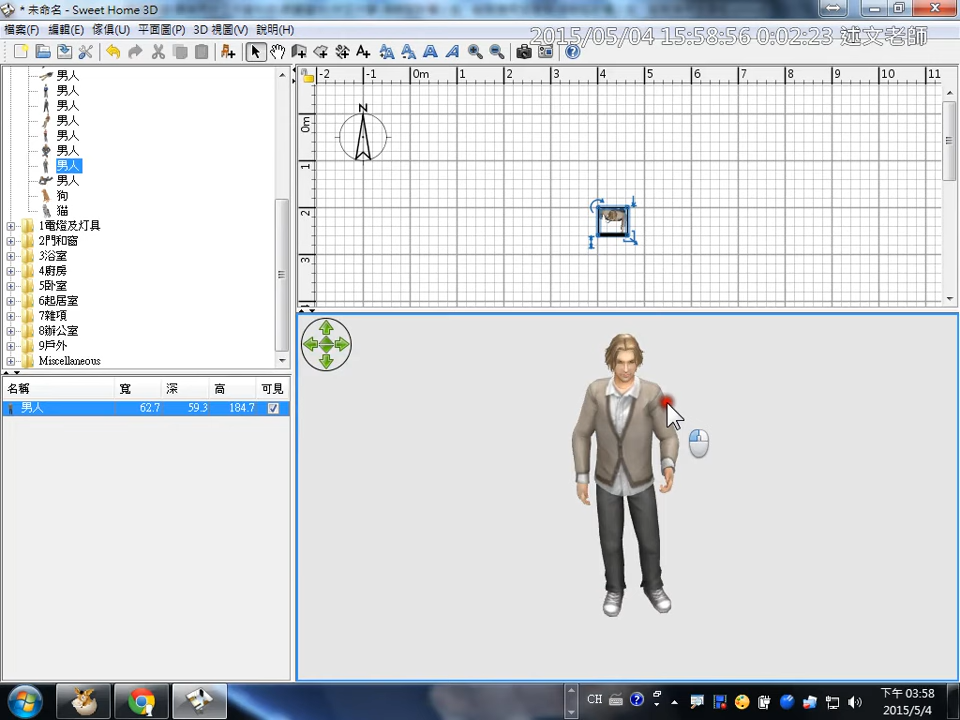 * 未命名 - Sweet Home 3D
檔案(F) 編輯(E) 傢俱(U) 平面圖(P) 3D 視圖(V) 說明(H)
2015/05/04 15:58:56 0:02:23 述文老師
男人
男人
男人
男人
男人
男人
男人
男人
狗
猫
1電燈及灯具
2門和窗
3浴室
4廚房
5卧室
6起居室
7雜項
8辦公室
9戶外
Miscellaneous
-2 -1 0m 1 2 3 4 5 6 7 8 9 10 11
0m
1
2
3
N
m
名稱 寬 深 高 可見
男人 62.7 59.3 184.7
CH
下午 03:58
2015/5/4